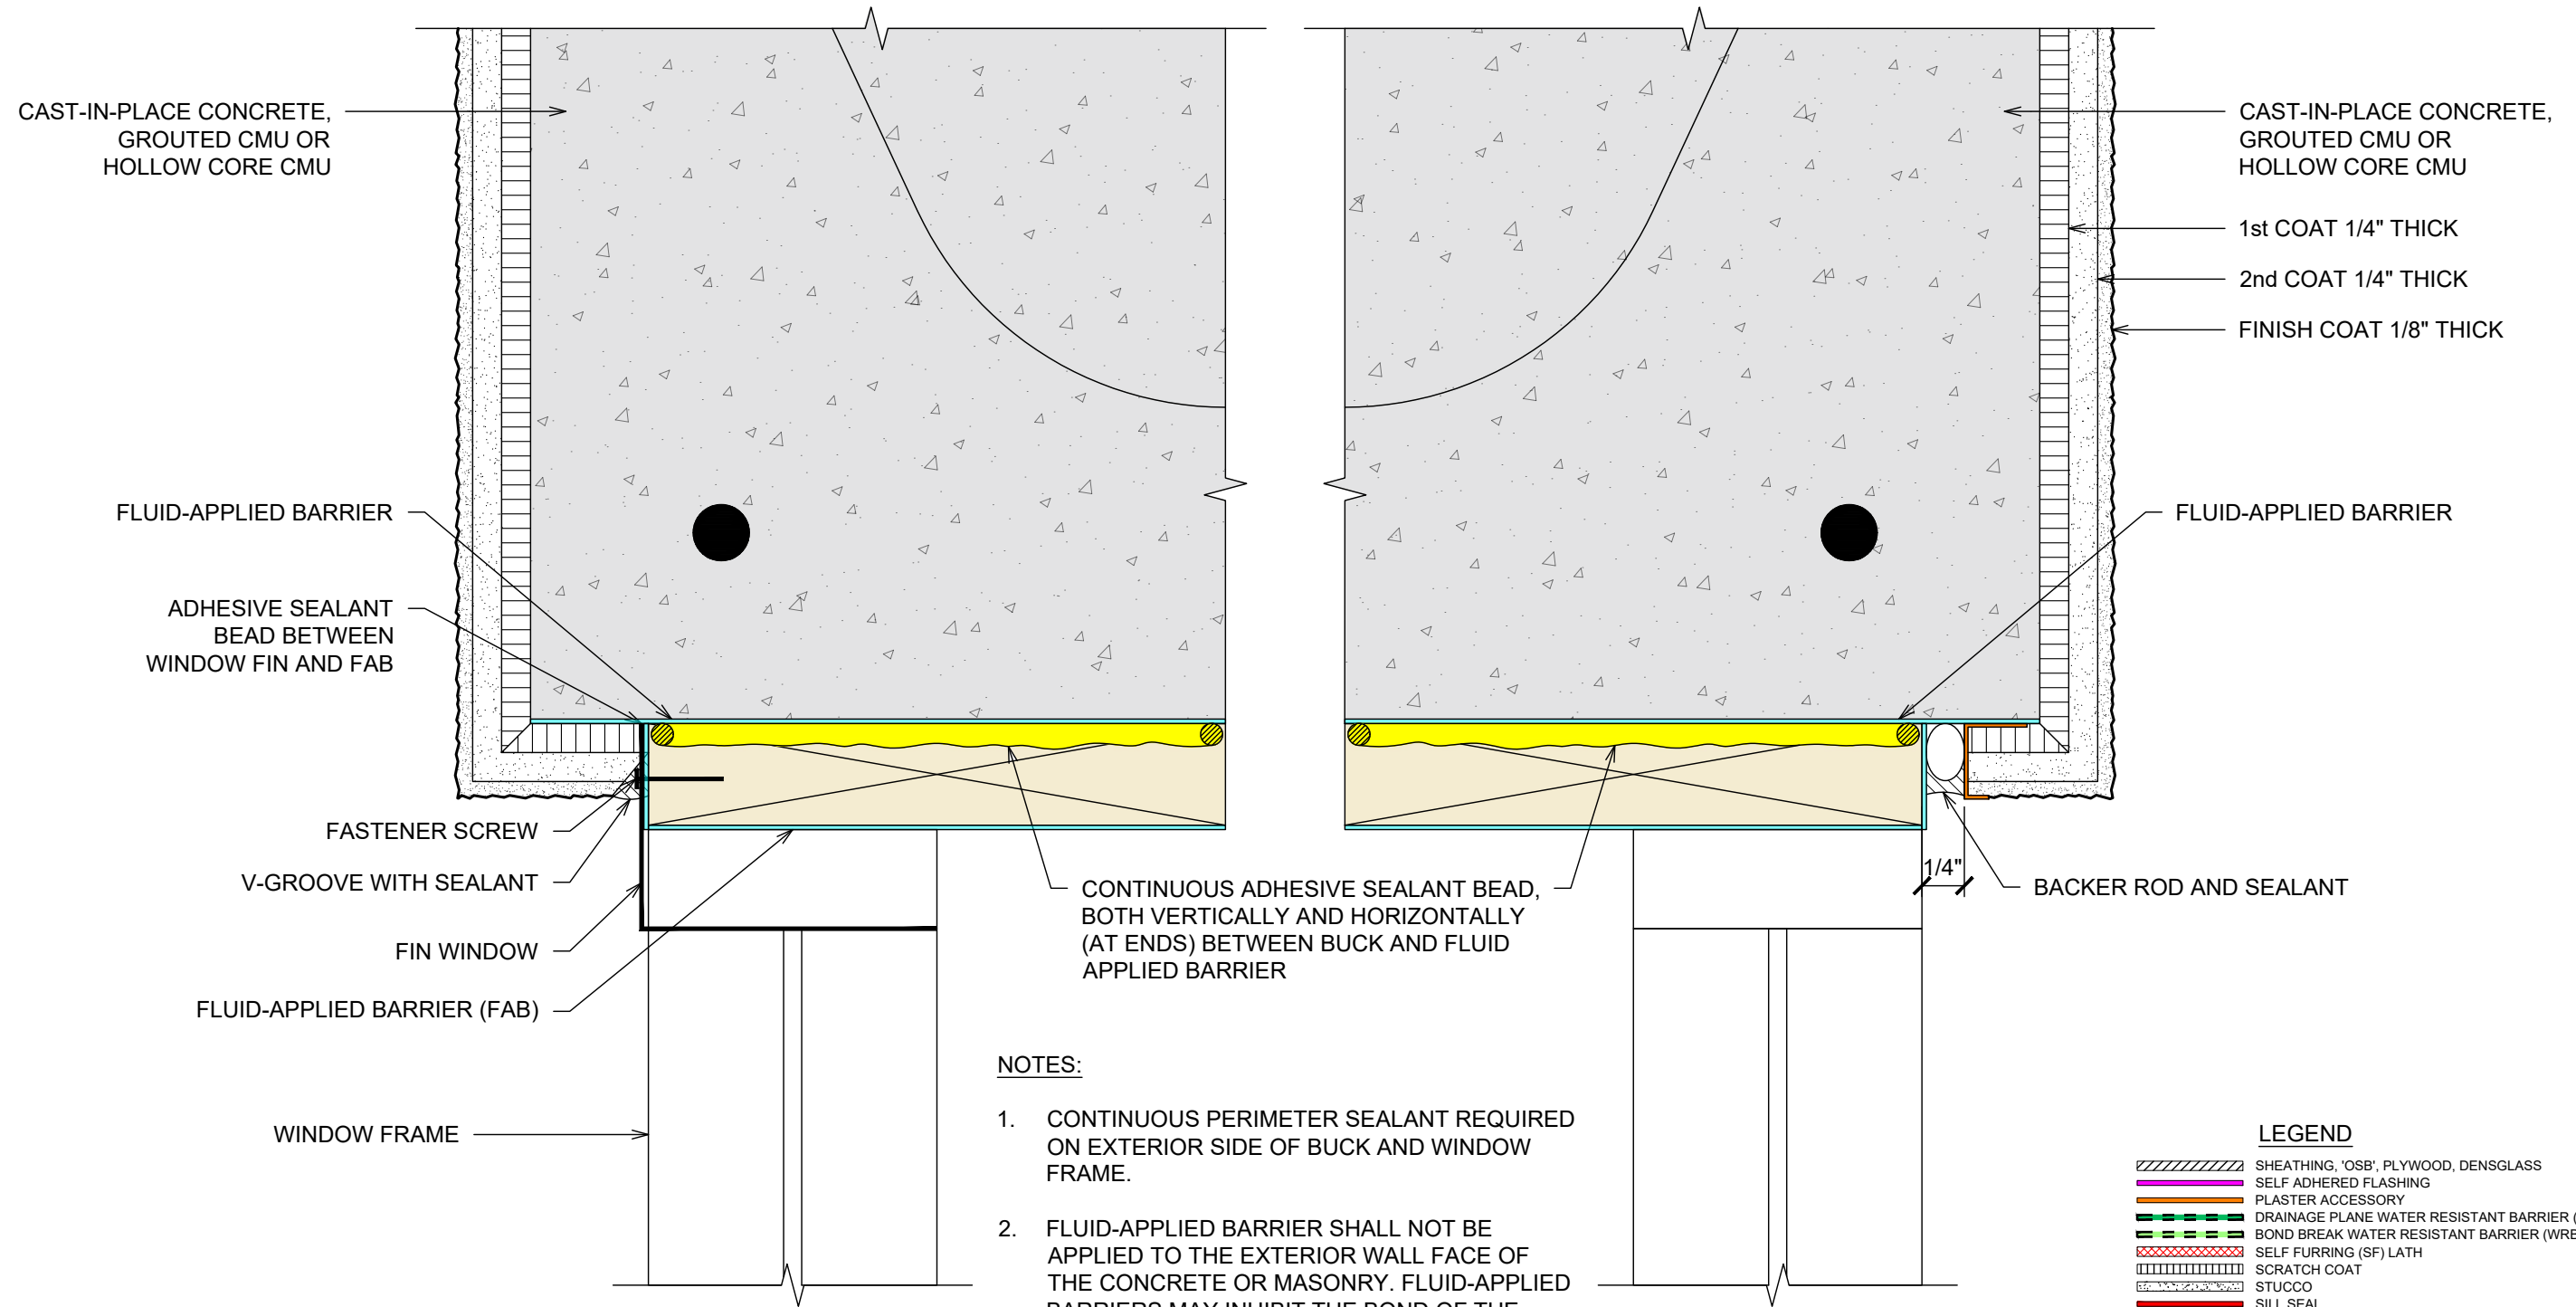 CAST-IN-PLACE CONCRETE,
GROUTED CMU OR
HOLLOW CORE CMU
FLUID-APPLIED BARRIER
ADHESIVE SEALANT
BEAD BETWEEN
WINDOW FIN AND FAB
FASTENER SCREW
V-GROOVE WITH SEALANT
FIN WINDOW
FLUID-APPLIED BARRIER (FAB)
WINDOW FRAME
CONTINUOUS ADHESIVE SEALANT BEAD,
BOTH VERTICALLY AND HORIZONTALLY
(AT ENDS) BETWEEN BUCK AND FLUID
APPLIED BARRIER
CAST-IN-PLACE CONCRETE,
GROUTED CMU OR
HOLLOW CORE CMU
1st COAT 1/4" THICK
2nd COAT 1/4" THICK
FINISH COAT 1/8" THICK
FLUID-APPLIED BARRIER
1/4"
BACKER ROD AND SEALANT
NOTES:
1. CONTINUOUS PERIMETER SEALANT REQUIRED
ON EXTERIOR SIDE OF BUCK AND WINDOW
FRAME.
2. FLUID-APPLIED BARRIER SHALL NOT BE
APPLIED TO THE EXTERIOR WALL FACE OF
THE CONCRETE OR MASONRY. FLUID-APPLIED
BARRIERS MAY INHIBIT THE BOND OF THE
LEGEND
SHEATHING, 'OSB', PLYWOOD, DENSGLASS
SELF ADHERED FLASHING
PLASTER ACCESSORY
DRAINAGE PLANE WATER RESISTANT BARRIER (
BOND BREAK WATER RESISTANT BARRIER
SELF FURRING (SF) LATH
SCRATCH COAT
STUCCO
SILL SEAL